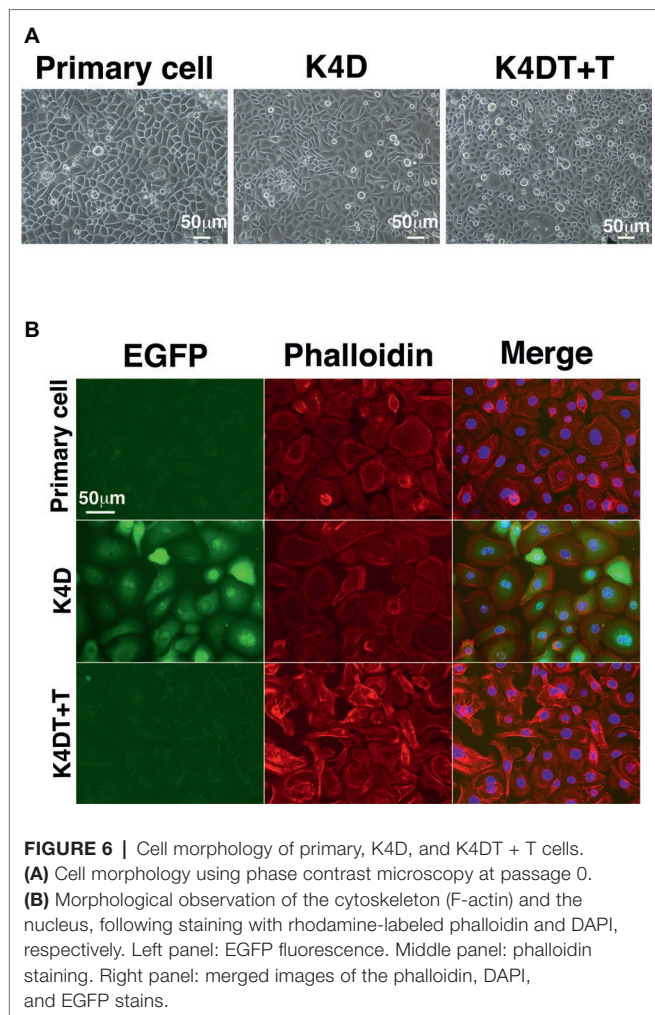 A
Primary cell K4D K4DT+T
50μm 50μm 50μm
B
EGFP Phalloidin Merge
Primary cell
50μm
K4D
K4DT+T
FIGURE 6 | Cell morphology of primary, K4D, and K4DT + T cells.
(A) Cell morphology using phase contrast microscopy at passage 0.
(B) Morphological observation of the cytoskeleton (F-actin) and the
nucleus, following staining with rhodamine-labeled phalloidin and DAPI,
respectively. Left panel: EGFP fluorescence. Middle panel: phalloidin
staining. Right panel: merged images of the phalloidin, DAPI,
and EGFP stains.